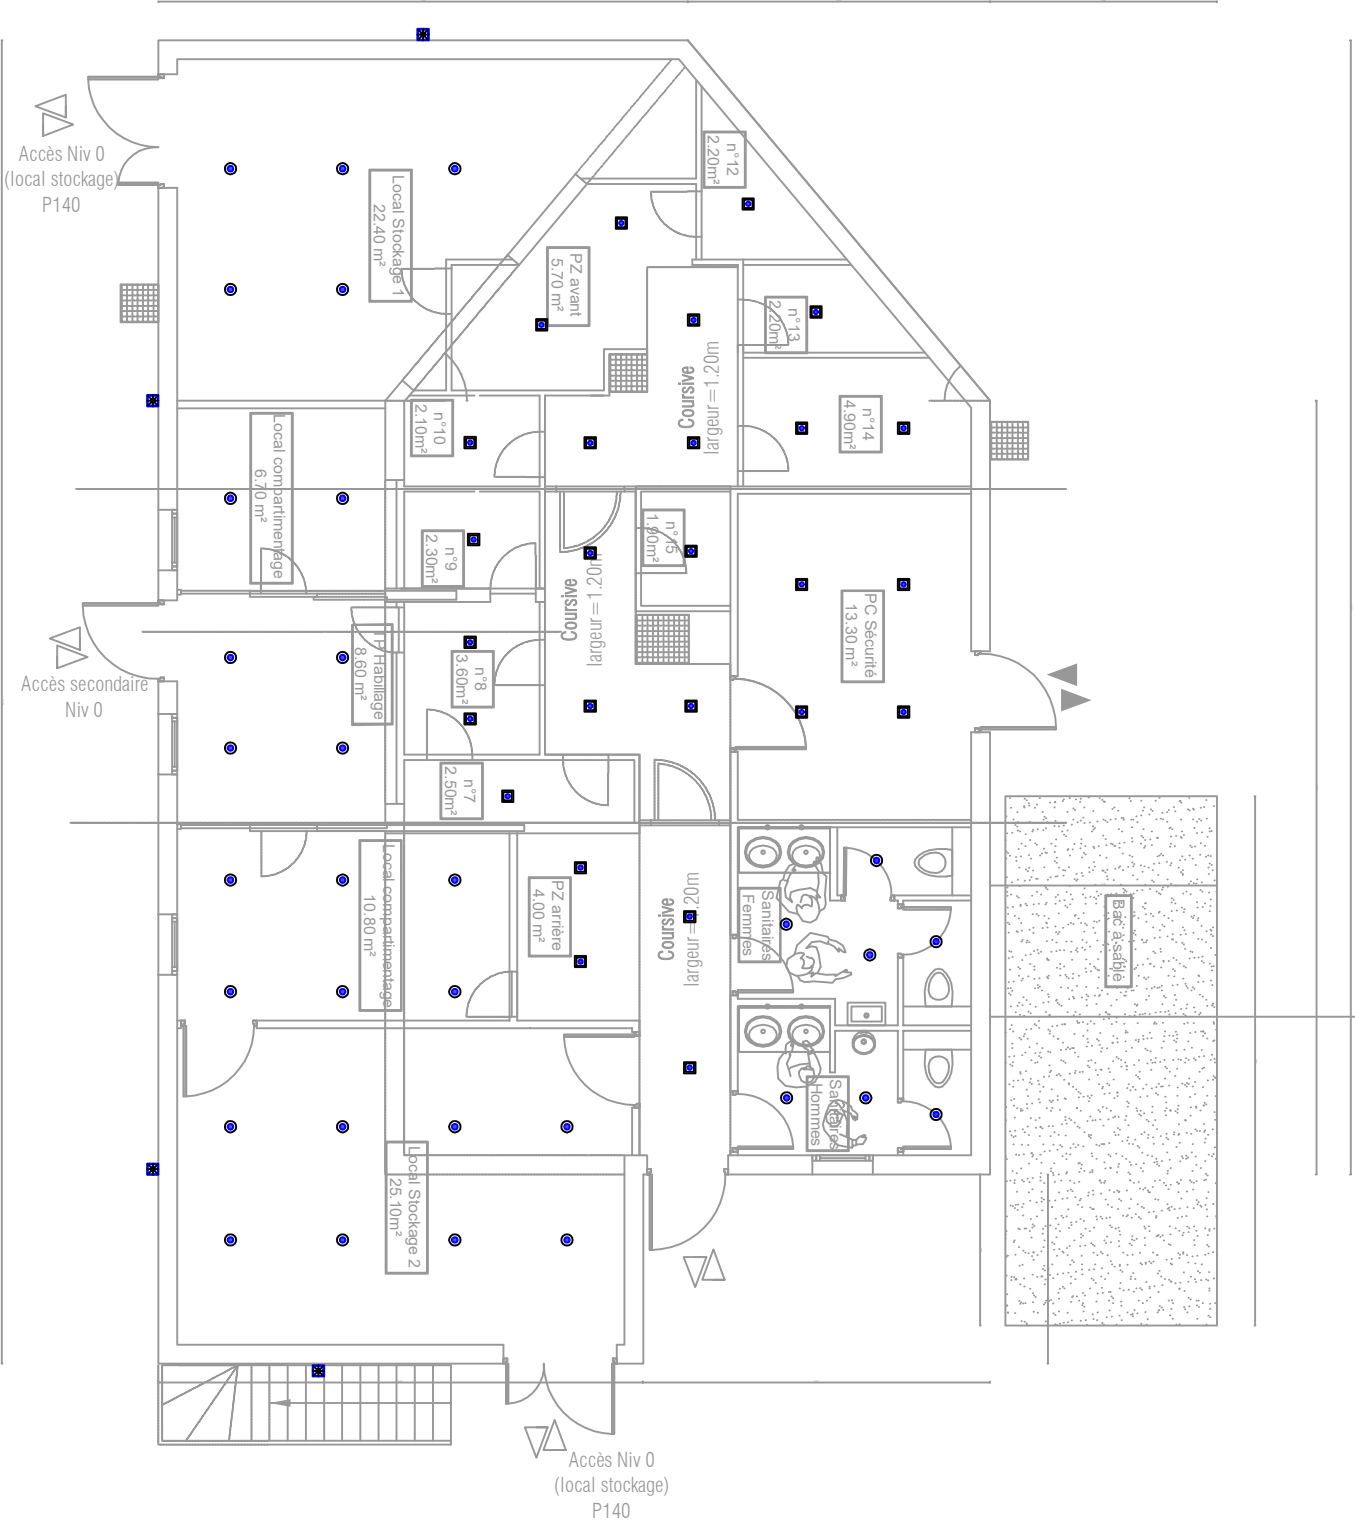 Accès Niv 0
(local stockage)
P140
Local Stockage 1
22.40 m²
n°12
2.20m²
PZ avant
5.70 m²
n°13
2.20m²
Coursive
largeur=1.20m
n°14
4.90m²
n°10
2.10m²
Local compartimentage
6.70 m²
n°9
2.30m²
n°15
1.90m²
Coursive
largeur=1.20m
PC Sécurité
13.30 m²
Habillage
8.60 m²
n°8
3.60m²
Accès secondaire
Niv 0
n°7
2.50m²
Local compartimentage
10.80 m²
PZ arrière
4.00 m²
Coursive
largeur=1.20m
Sanitaires
Femmes
Bac à sable
Sanitaires
Hommes
Local Stockage 2
25.10m²
Accès Niv 0
(local stockage)
P140